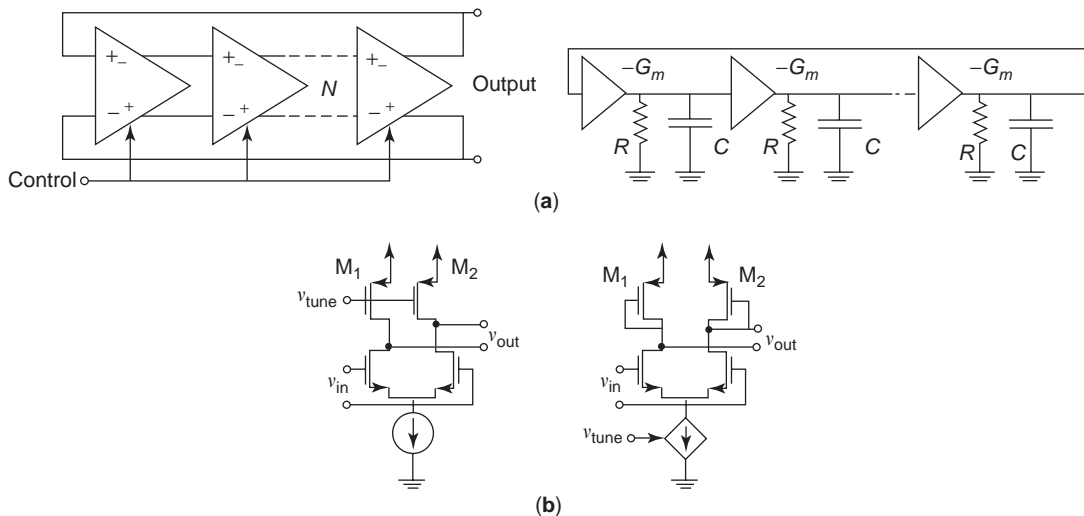 + –
– +
+ –
– +
N
+ –
– +
Output
Control
–Gm
R
C
–Gm
R
C
–Gm
R
C
(a)
M1
M2
vtune
vout
vin
M1
M2
vout
vin
vtune
(b)